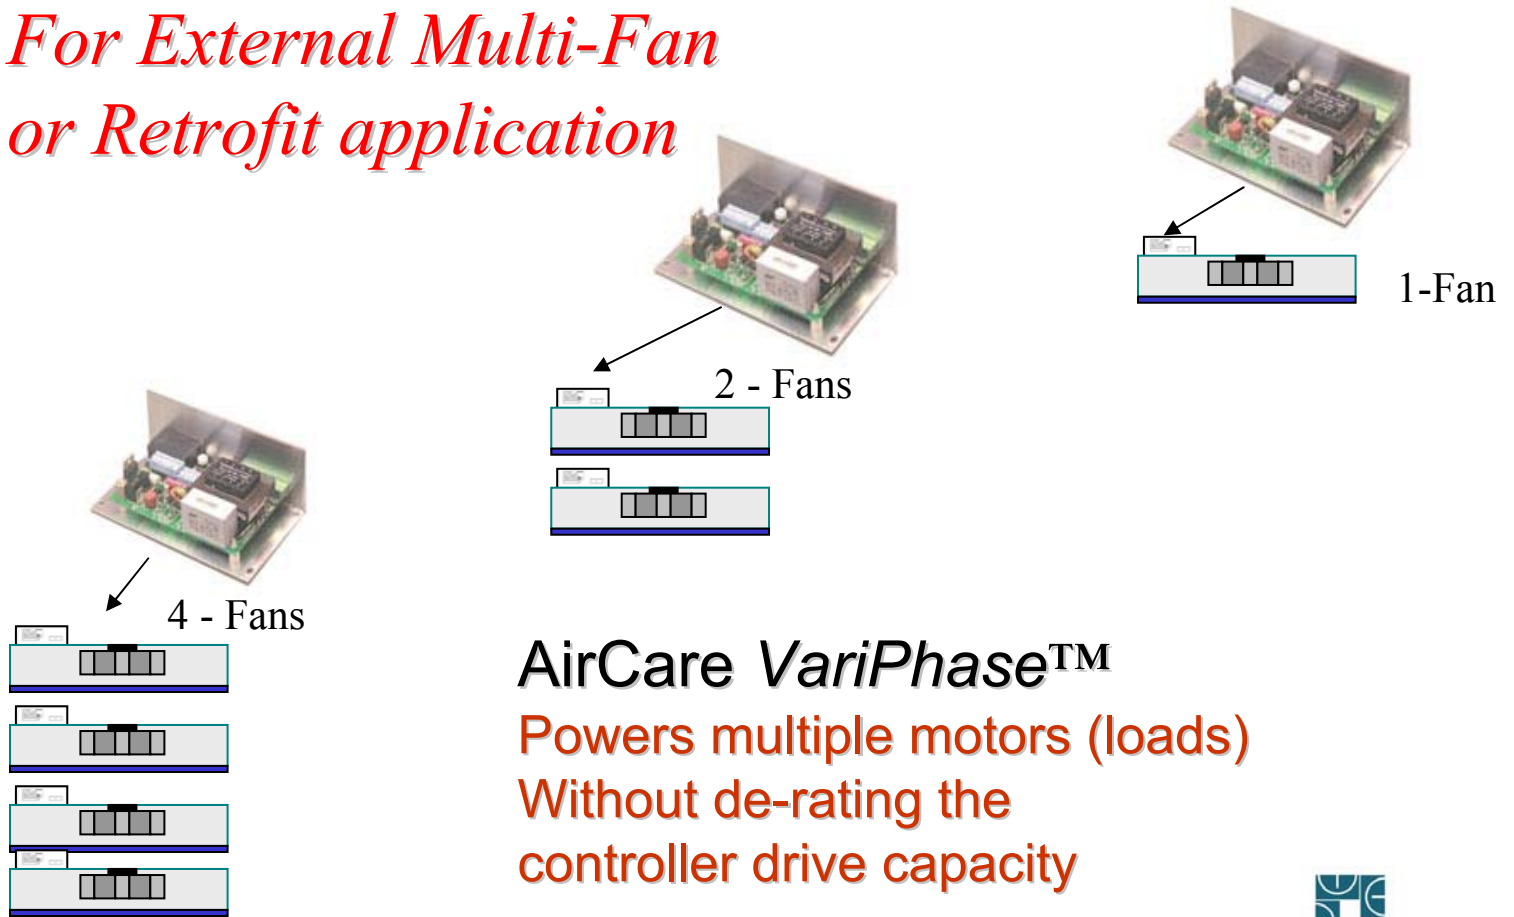 For External Multi-Fan
or Retrofit application
1-Fan
2 - Fans
4 - Fans
AirCare VariPhase™
Powers multiple motors (loads)
Without de-rating the
controller drive capacity